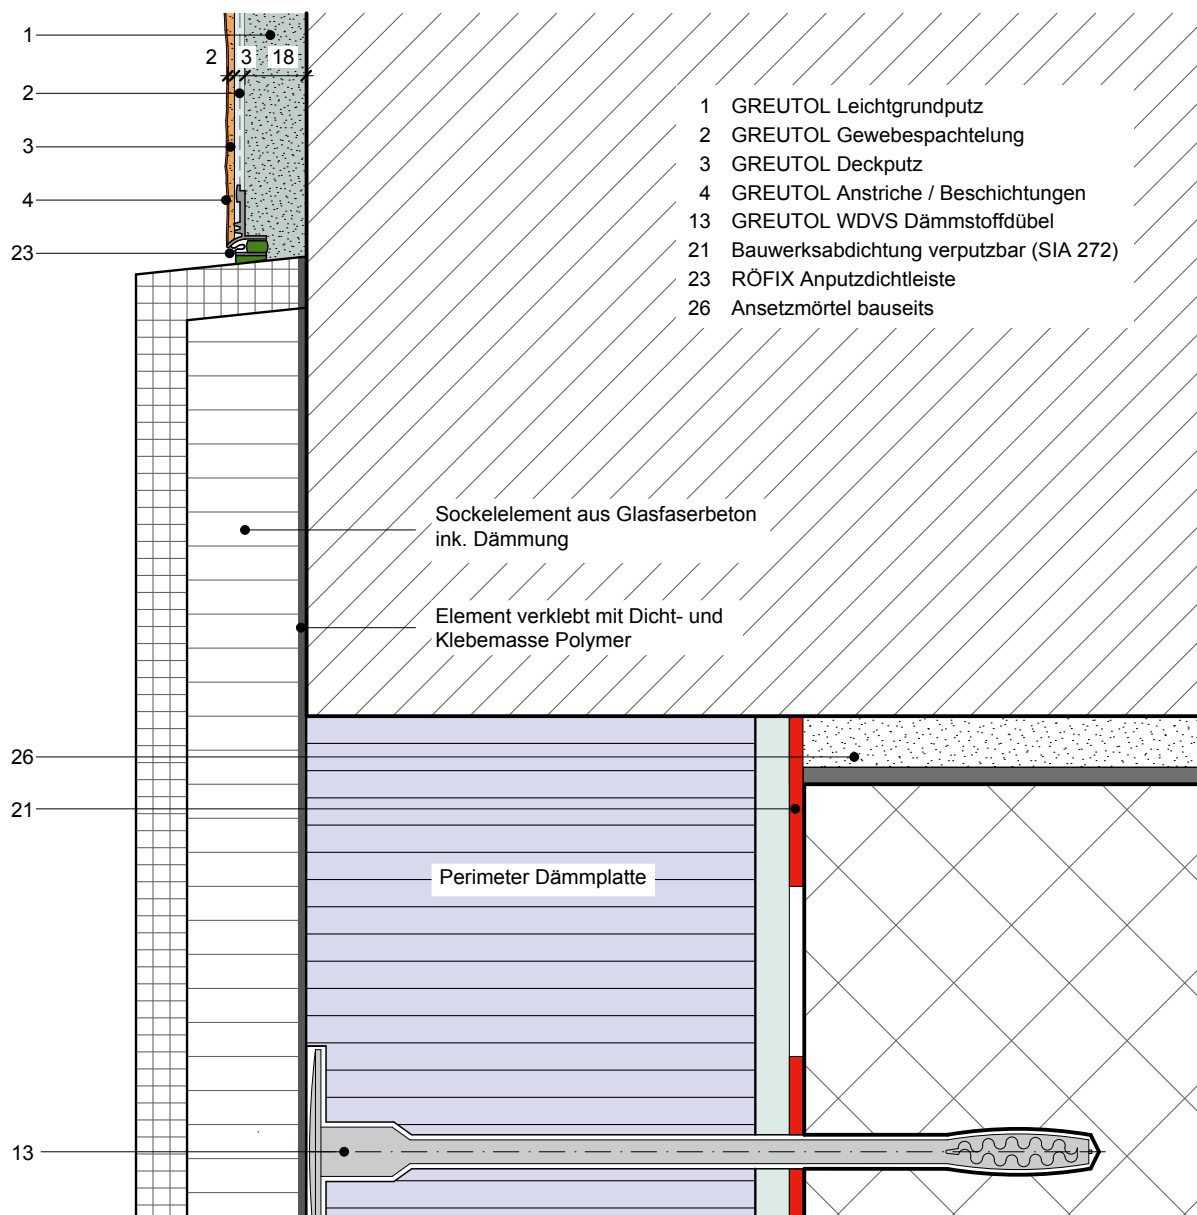 1
2 3 18
2
3
4
23
1 GREUTOL Leichtgrundputz
2 GREUTOL Gewebespachtelung
3 GREUTOL Deckputz
4 GREUTOL Anstriche / Beschichtungen
13 GREUTOL WDVS Dämmstoffdübel
21 Bauwerksabdichtung verputzbar (SIA 272)
23 RÖFIX Anputzdichtleiste
26 Ansetzmörtel bauseits
Sockelelement aus Glasfaserbeton
ink. Dämmung
Element verklebt mit Dicht- und
Klebemasse Polymer
26
21
Perimeter Dämmplatte
13